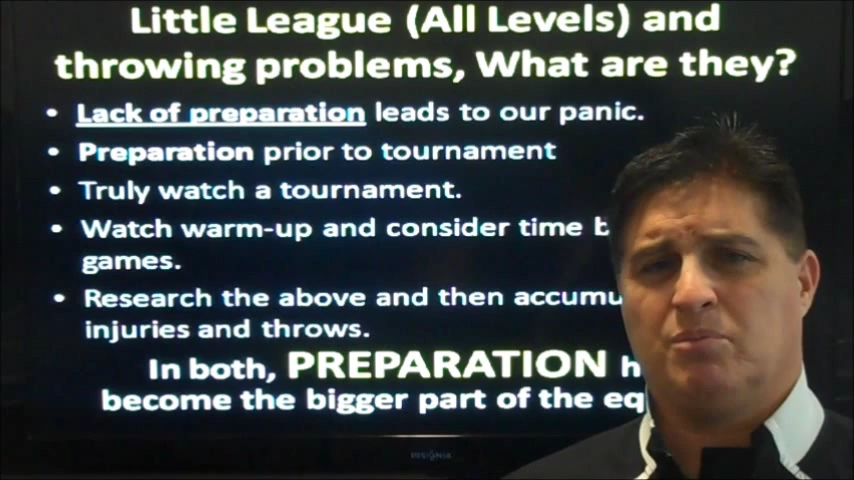 Little League (All Levels) and
throwing problems, What are they?
• Lack of preparation leads to our panic.
• Preparation prior to tournament
• Truly watch a tournament.
• Watch warm-up and consider time
games.
• Research the above and then
injuries and throws.
In both, PREPARATION
become the bigger part of the
INSIGNIA